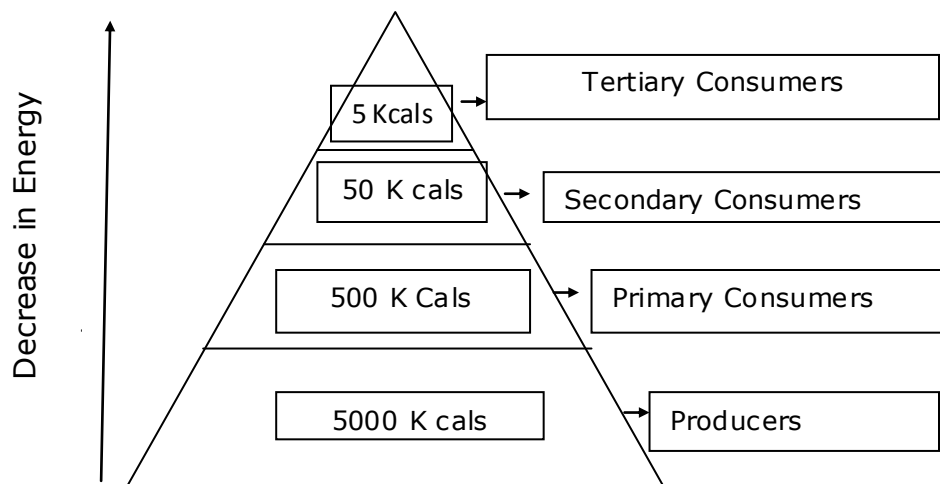 Decrease in Energy
5 Kcals
Tertiary Consumers
50 K cals
Secondary Consumers
500 K Cals
Primary Consumers
5000 K cals
Producers